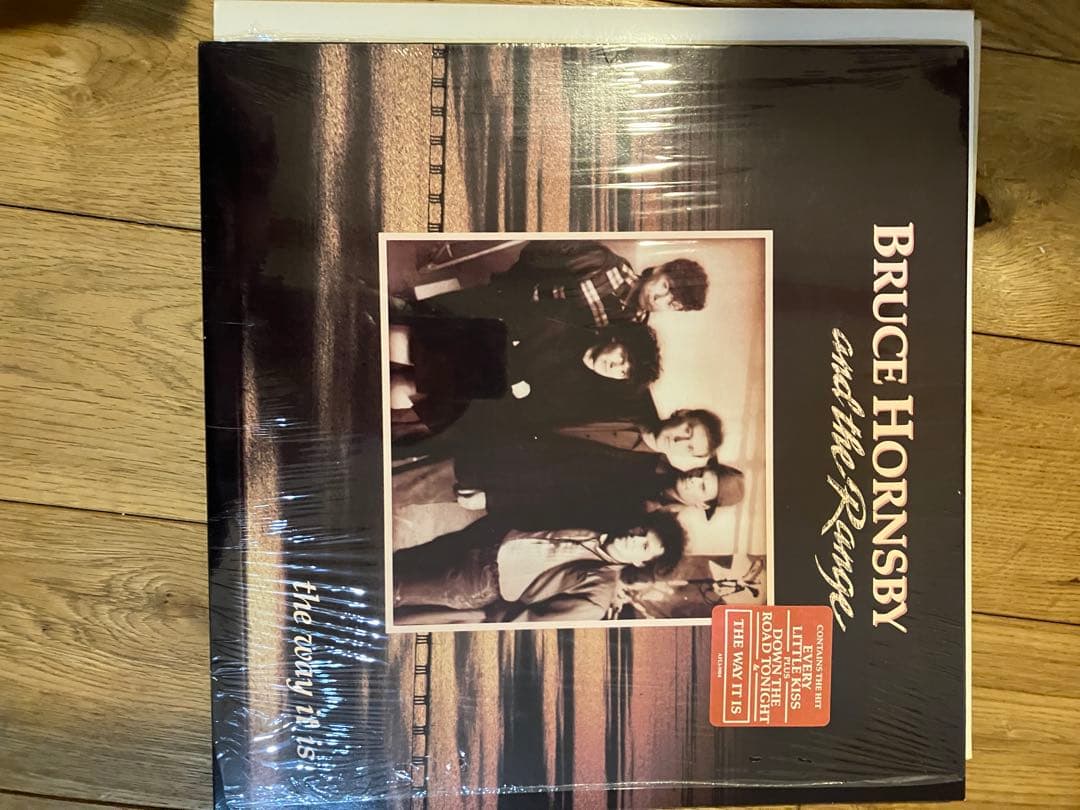 BRUCE HORNSBY
and the Range
CONTAINS THE HIT
EVERY
LITTLE KISS
PLUS
DOWN THE
ROAD TONIGHT
&
THE WAY IT IS
the way it is